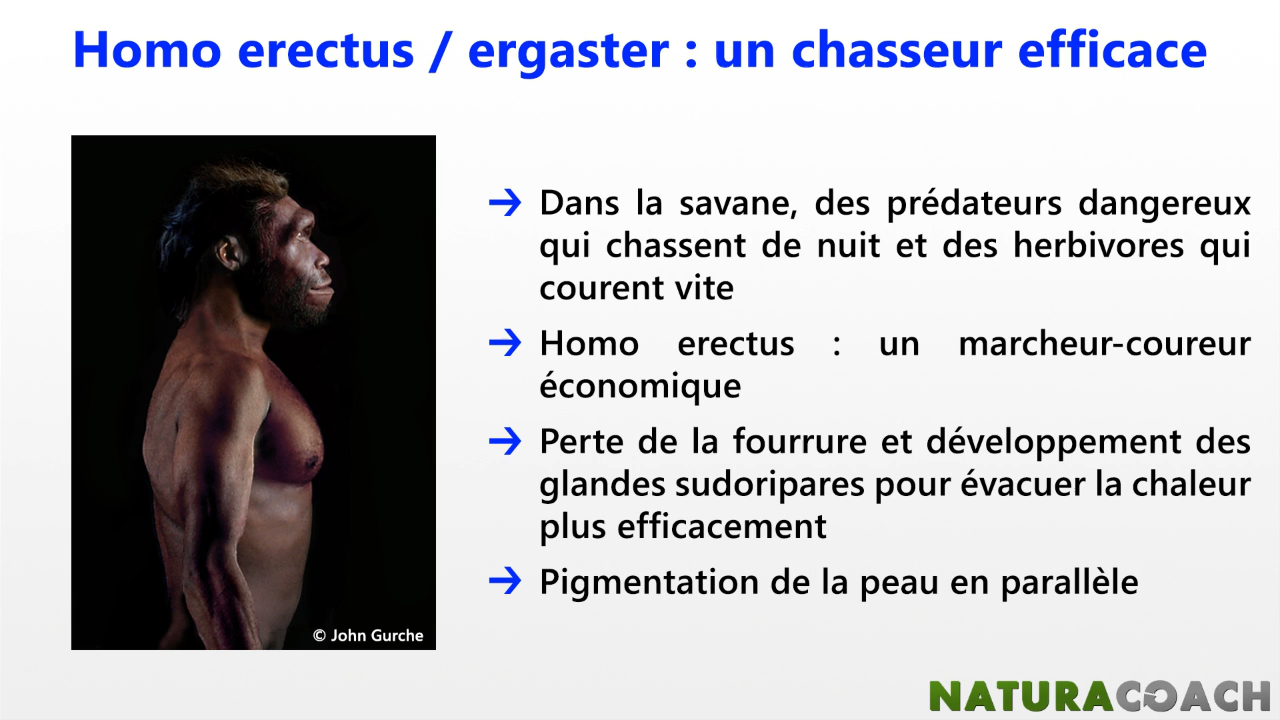 Homo erectus / ergaster : un chasseur efficace
→ Dans la savane, des prédateurs dangereux
qui chassent de nuit et des herbivores qui
courent vite
→ Homo erectus : un marcheur-coureur
économique
→ Perte de la fourrure et développement des
glandes sudoripares pour évacuer la chaleur
plus efficacement
→ Pigmentation de la peau en parallèle
© John Gurche
NATURACOACH